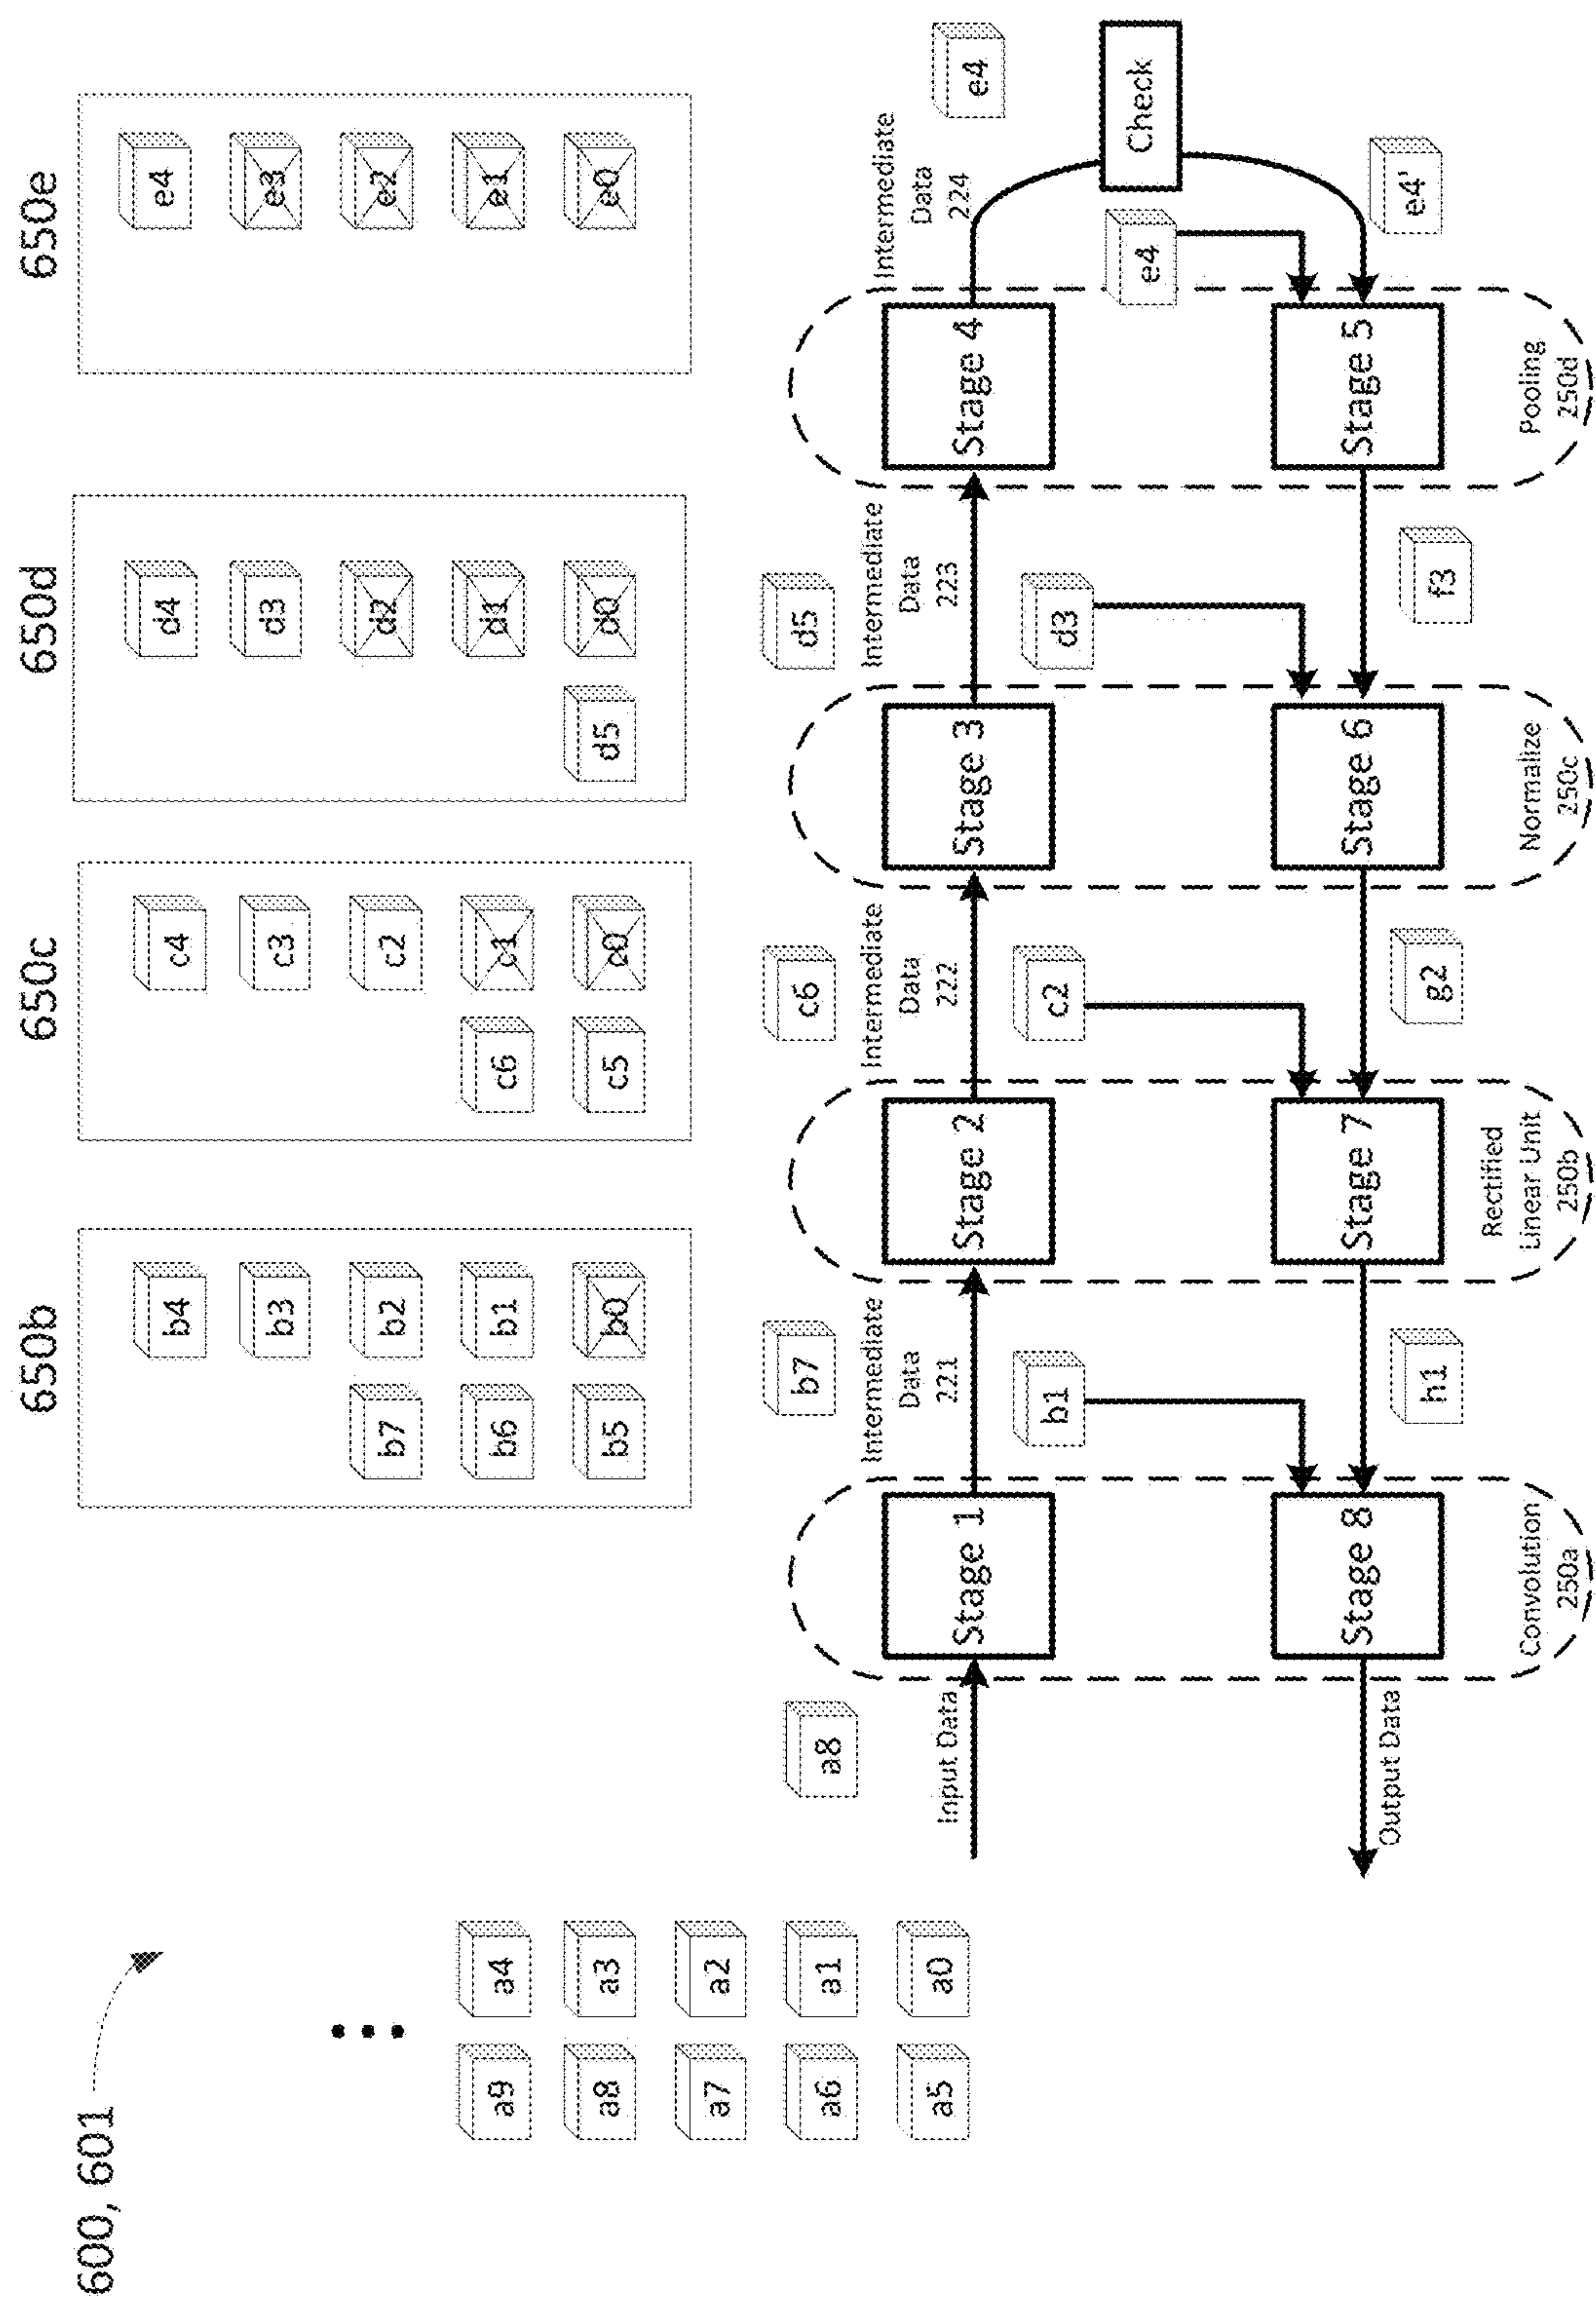 600, 601
650b
650c
650d
650e
b4
b3
b2
b1
b0
b7
b6
b5
c4
c3
c2
c1
c0
c6
c5
d4
d3
d2
d1
d0
d5
e4
e3
e2
e1
e0
a4
a3
a2
a1
a0
a9
a8
a7
a6
a5
a8
b7
c6
d5
e4
Input Data
Intermediate
Data
221
Intermediate
Data
222
Intermediate
Data
223
Intermediate
Data
224
Stage 1
Stage 2
Stage 3
Stage 4
Check
b1
c2
d3
e4
Output Data
Stage 8
Stage 7
Stage 6
Stage 5
h1
g2
f3
e4'
Convolution
250a
Rectified
Linear Unit
250b
Normalize
250c
Pooling
250d